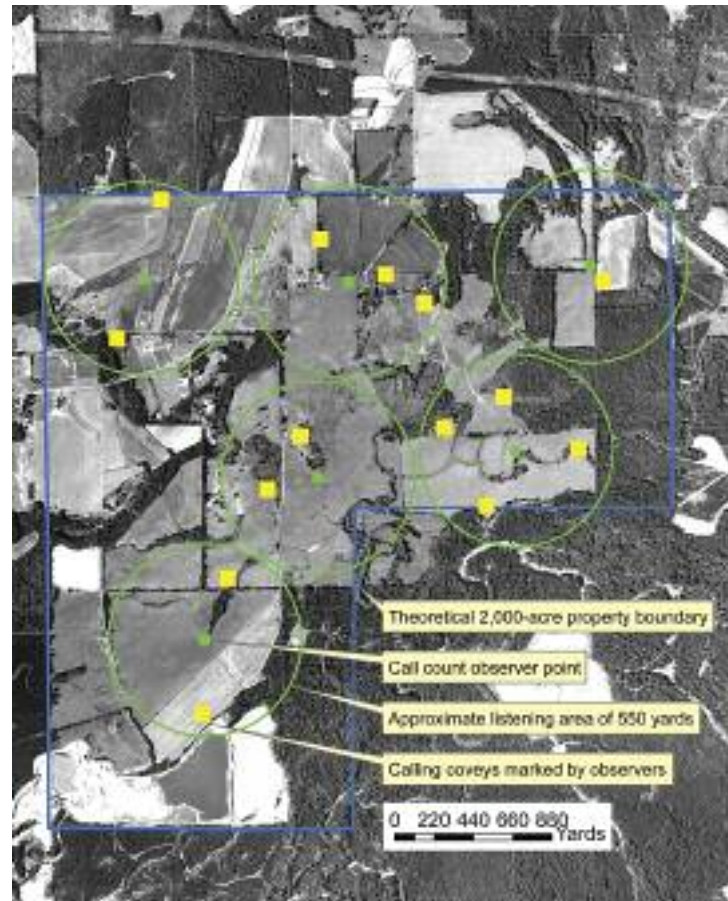 Theoretical 2,000-acre property boundary
Call count observer point
Approximate listening area of 550 yards
Calling coveys marked by observers
0 220 440 660 880
Yards